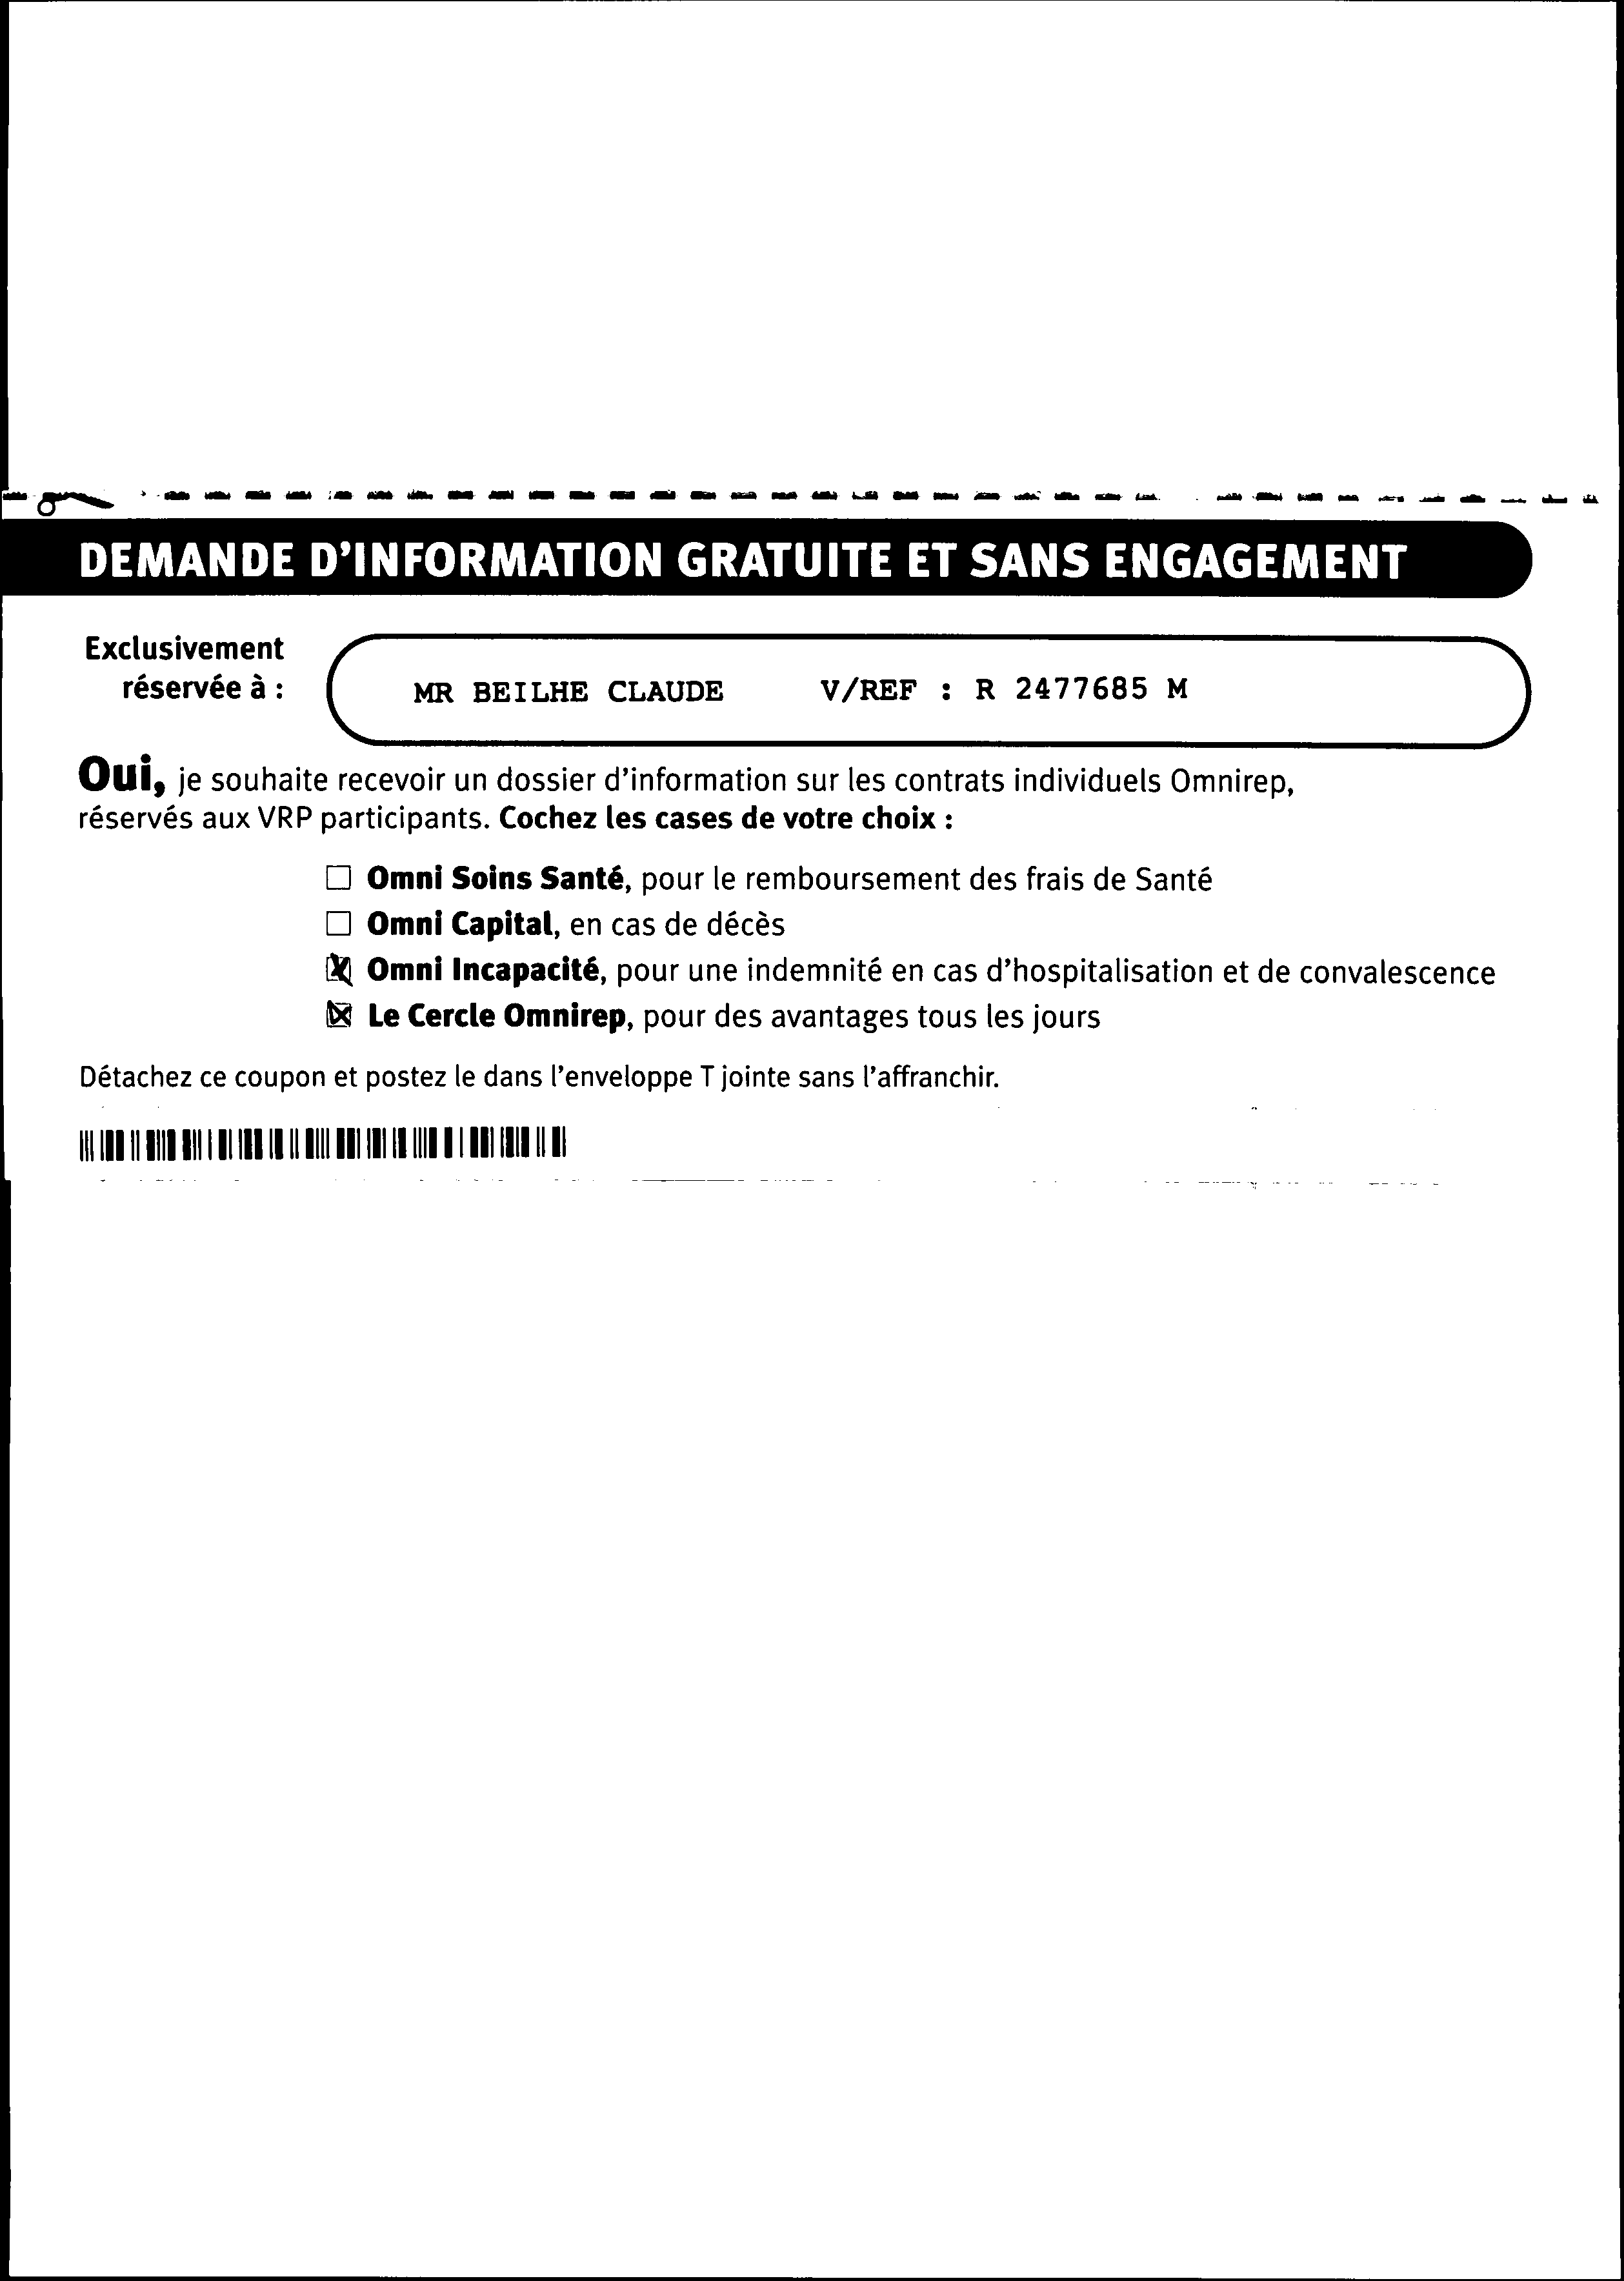 DEMANDE D'INFORMATION GRATUITE ET SANS ENGAGEMENT
Exclusivement
réservée à :
MR BEILHE CLAUDE V/REF : R 2477685 M
Oui, je souhaite recevoir un dossier d'information sur les contrats individuels Omnirep,
réservés aux VRP participants. Cochez les cases de votre choix :
☐ Omni Soins Santé, pour le remboursement des frais de Santé
☐ Omni Capital, en cas de décès
☒ Omni Incapacité, pour une indemnité en cas d'hospitalisation et de convalescence
☒ Le Cercle Omnirep, pour des avantages tous les jours
Détachez ce coupon et postez le dans l'enveloppe T jointe sans l'affranchir.